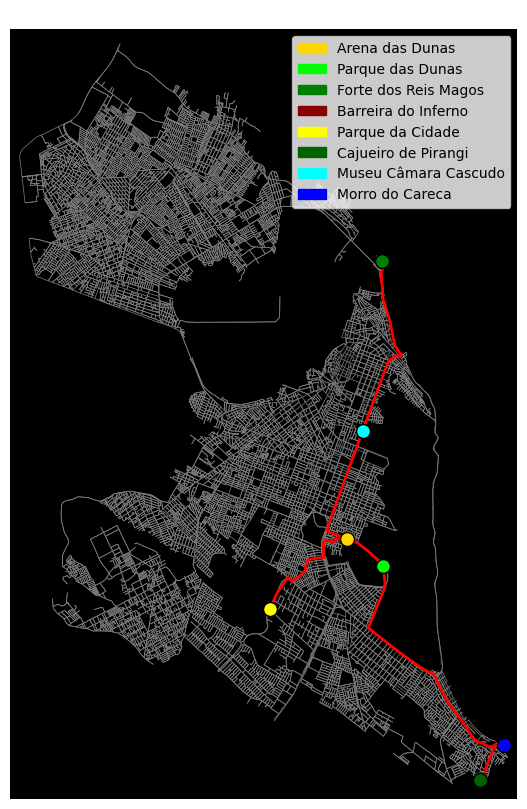 Arena das Dunas
Parque das Dunas
Forte dos Reis Magos
Barreira do Inferno
Parque da Cidade
Cajueiro de Pirangi
Museu Câmara Cascudo
Morro do Careca